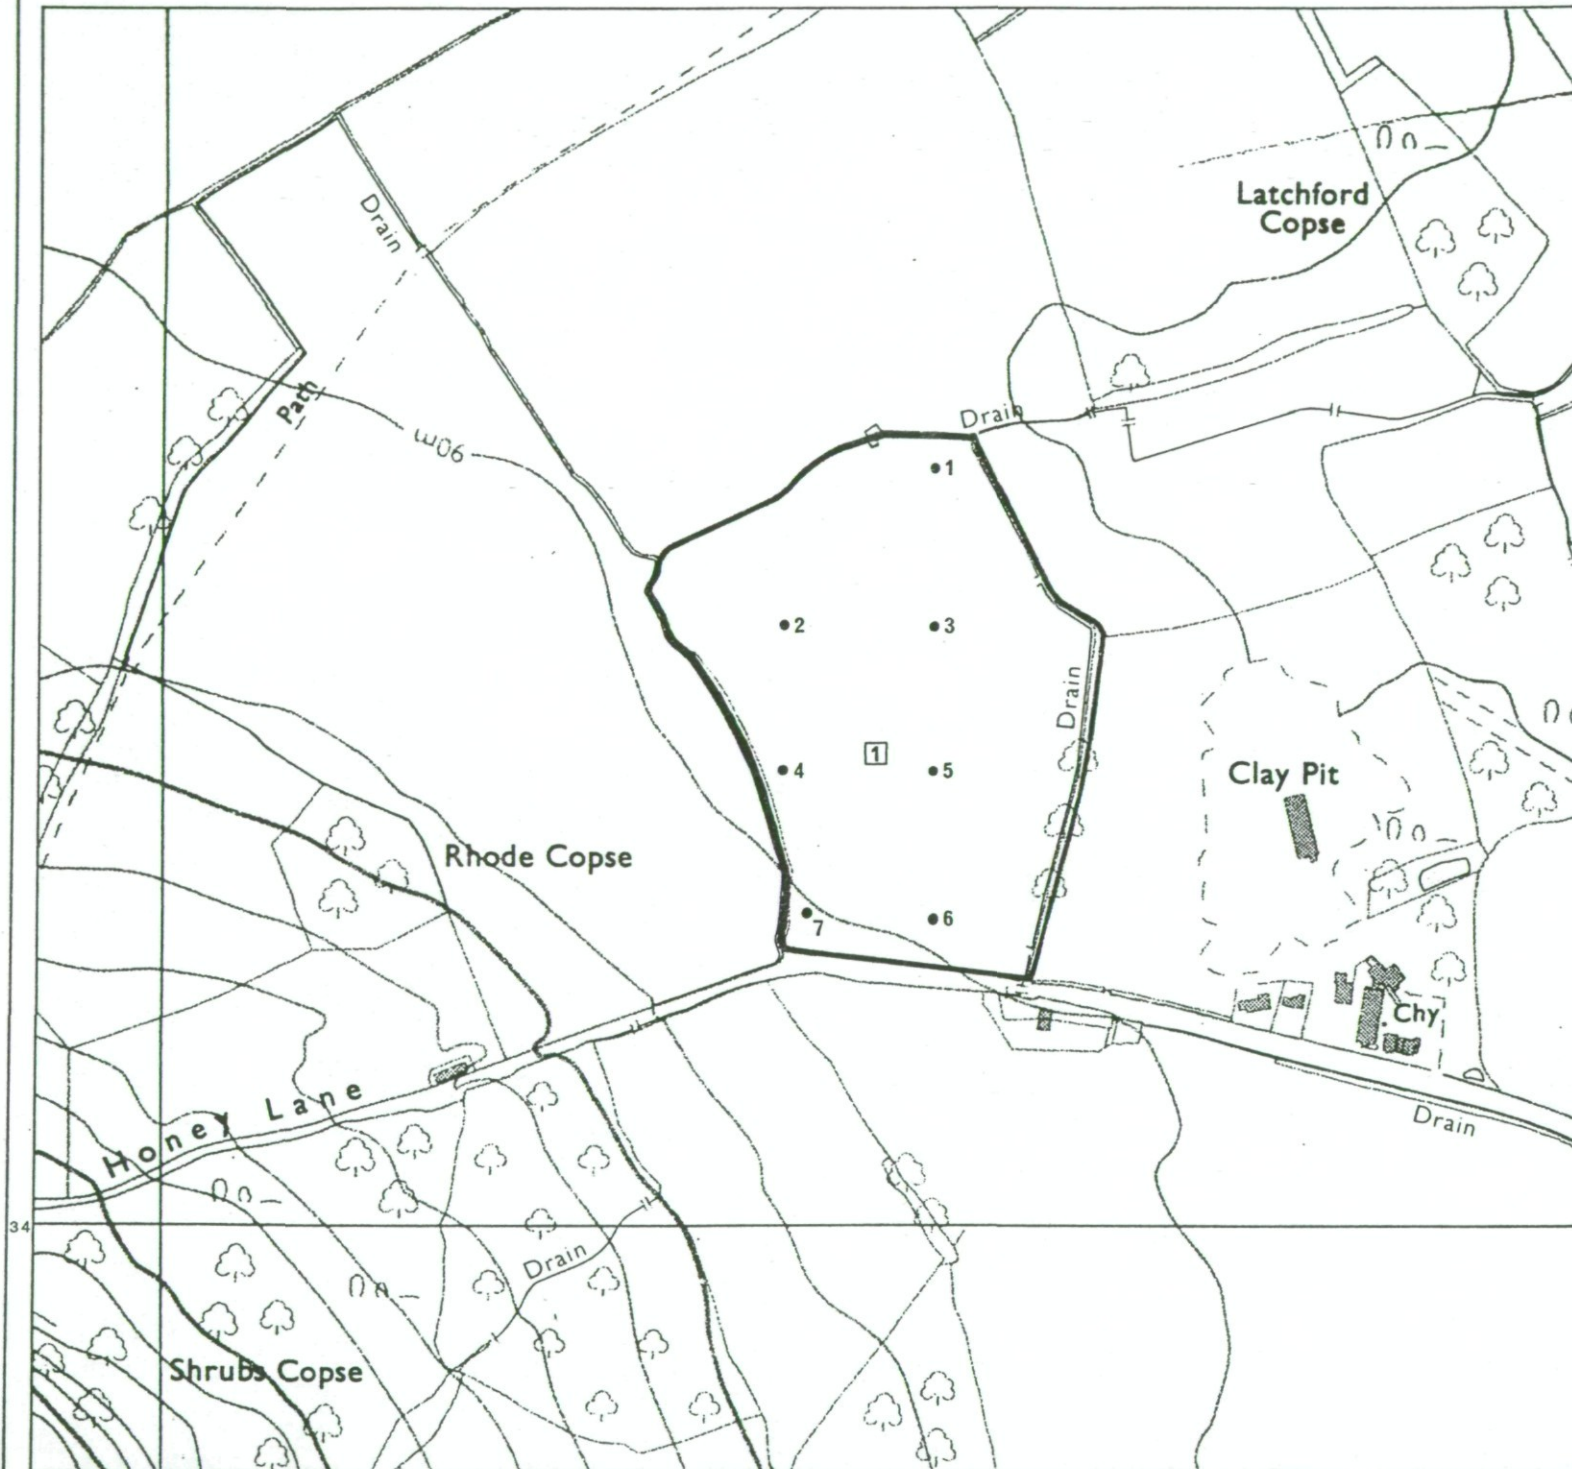 Latchford
Copse
Drain
Path
90m
Drain
1
2
3
Drain
1
4
5
Clay Pit
Rhode Copse
7
6
Chy
Honey Lane
Drain
34
Drain
Shrubs Copse